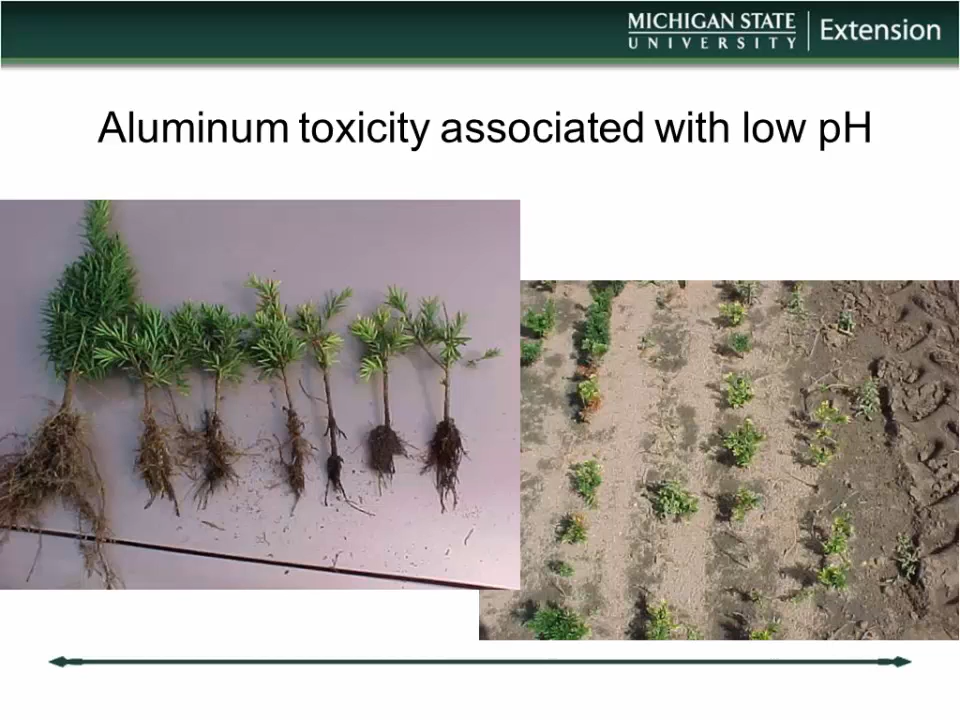 MICHIGAN STATE
UNIVERSITY
Extension
Aluminum toxicity associated with low pH